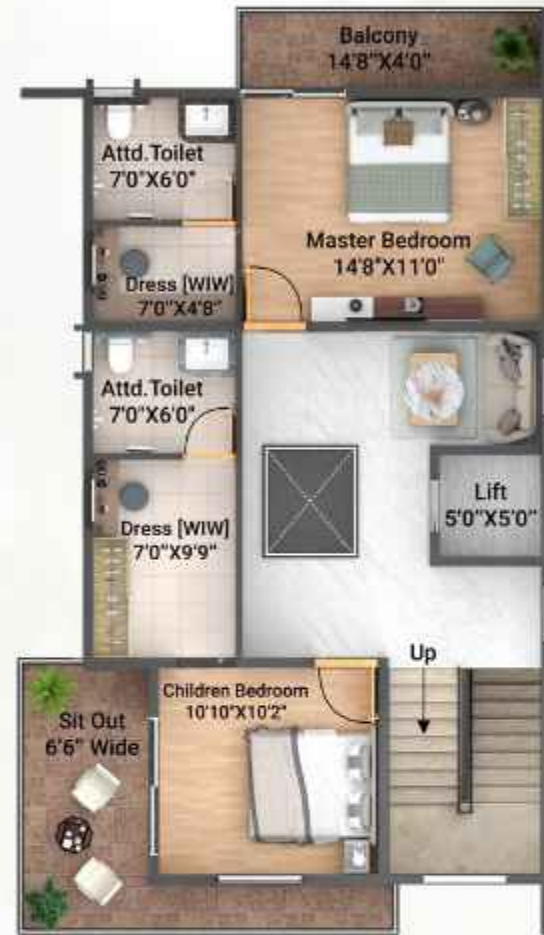 Balcony
14'8"X4'0"
Attd.Toilet
7'0"X6'0"
Master Bedroom
14'8"X11'0"
Dress [WIW]
7'0"X4'8"
Attd.Toilet
7'0"X6'0"
Lift
5'0"X5'0"
Dress [WIW]
7'0"X9'9"
Up
Children Bedroom
10'10"X10'2"
Sit Out
6'6" Wide